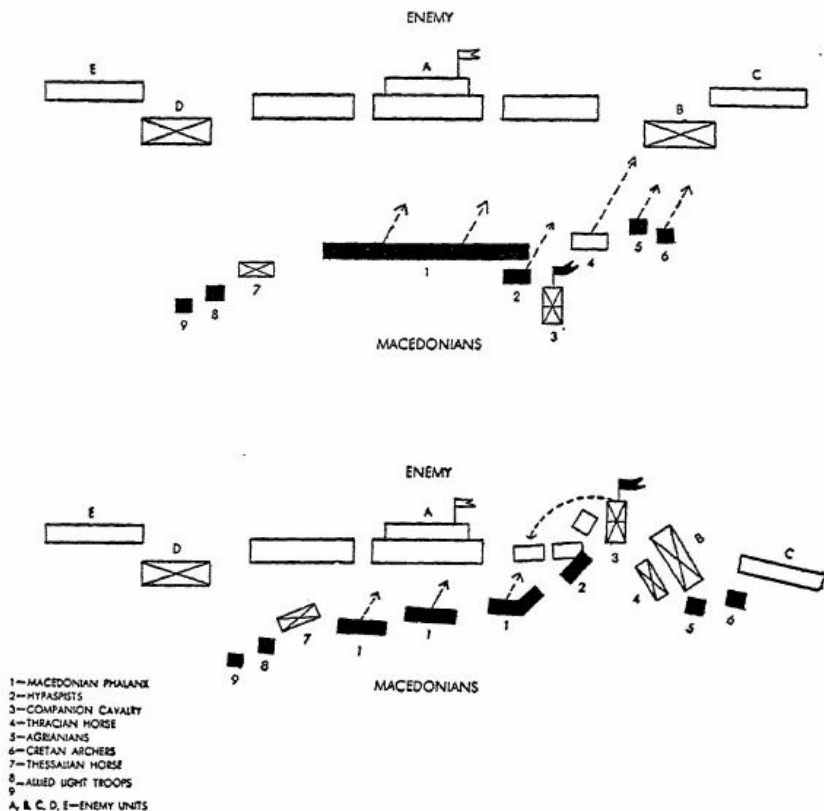 ENEMY
E
A
C
D
B
5
4
6
7
1
2
8
9
3
MACEDONIANS
ENEMY
A
E
3
B
C
D
2
4
1
6
5
7
1
1
8
9
MACEDONIANS
1—MACEDONIAN PHALANX
2—HYPASPISTS
3—COMPANION CAVALRY
4—THRACIAN HORSE
5—AGRIANIANS
6—CRETAN ARCHERS
7—THESSALIAN HORSE
8—ALLIED LIGHT TROOPS
9
A, B, C, D, E—ENEMY UNITS